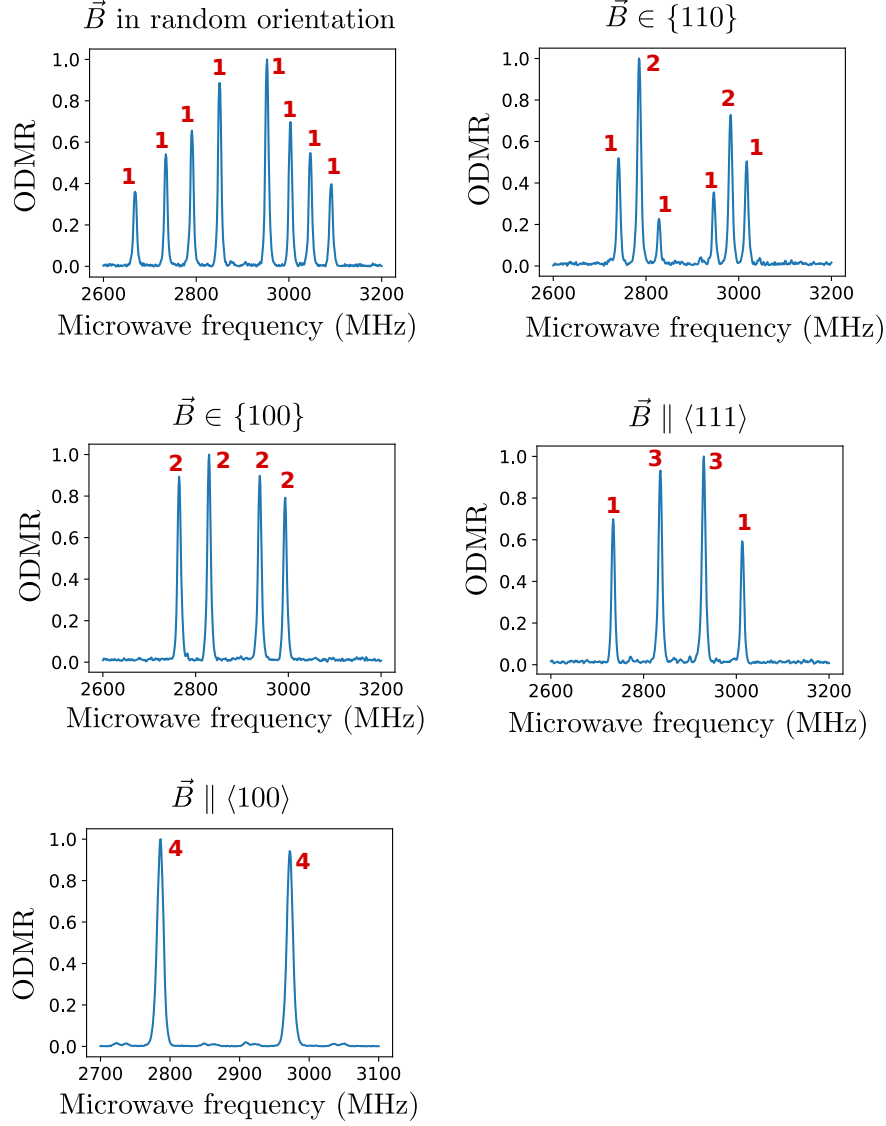 B⃗ in random orientation
ODMR
1.0
0.8
0.6
0.4
0.2
0.0
1 1 1 1 1 1 1 1
2600 2800 3000 3200
Microwave frequency (MHz)
B⃗ ∈ {110}
ODMR
1.0
0.8
0.6
0.4
0.2
0.0
1 2 1 1 2 1
2600 2800 3000 3200
Microwave frequency (MHz)
B⃗ ∈ {100}
ODMR
1.0
0.8
0.6
0.4
0.2
0.0
2 2 2 2
2600 2800 3000 3200
Microwave frequency (MHz)
B⃗ ∥ ⟨111⟩
ODMR
1.0
0.8
0.6
0.4
0.2
0.0
1 3 3 1
2600 2800 3000 3200
Microwave frequency (MHz)
B⃗ ∥ ⟨100⟩
ODMR
1.0
0.8
0.6
0.4
0.2
0.0
4 4
2700 2800 2900 3000 3100
Microwave frequency (MHz)